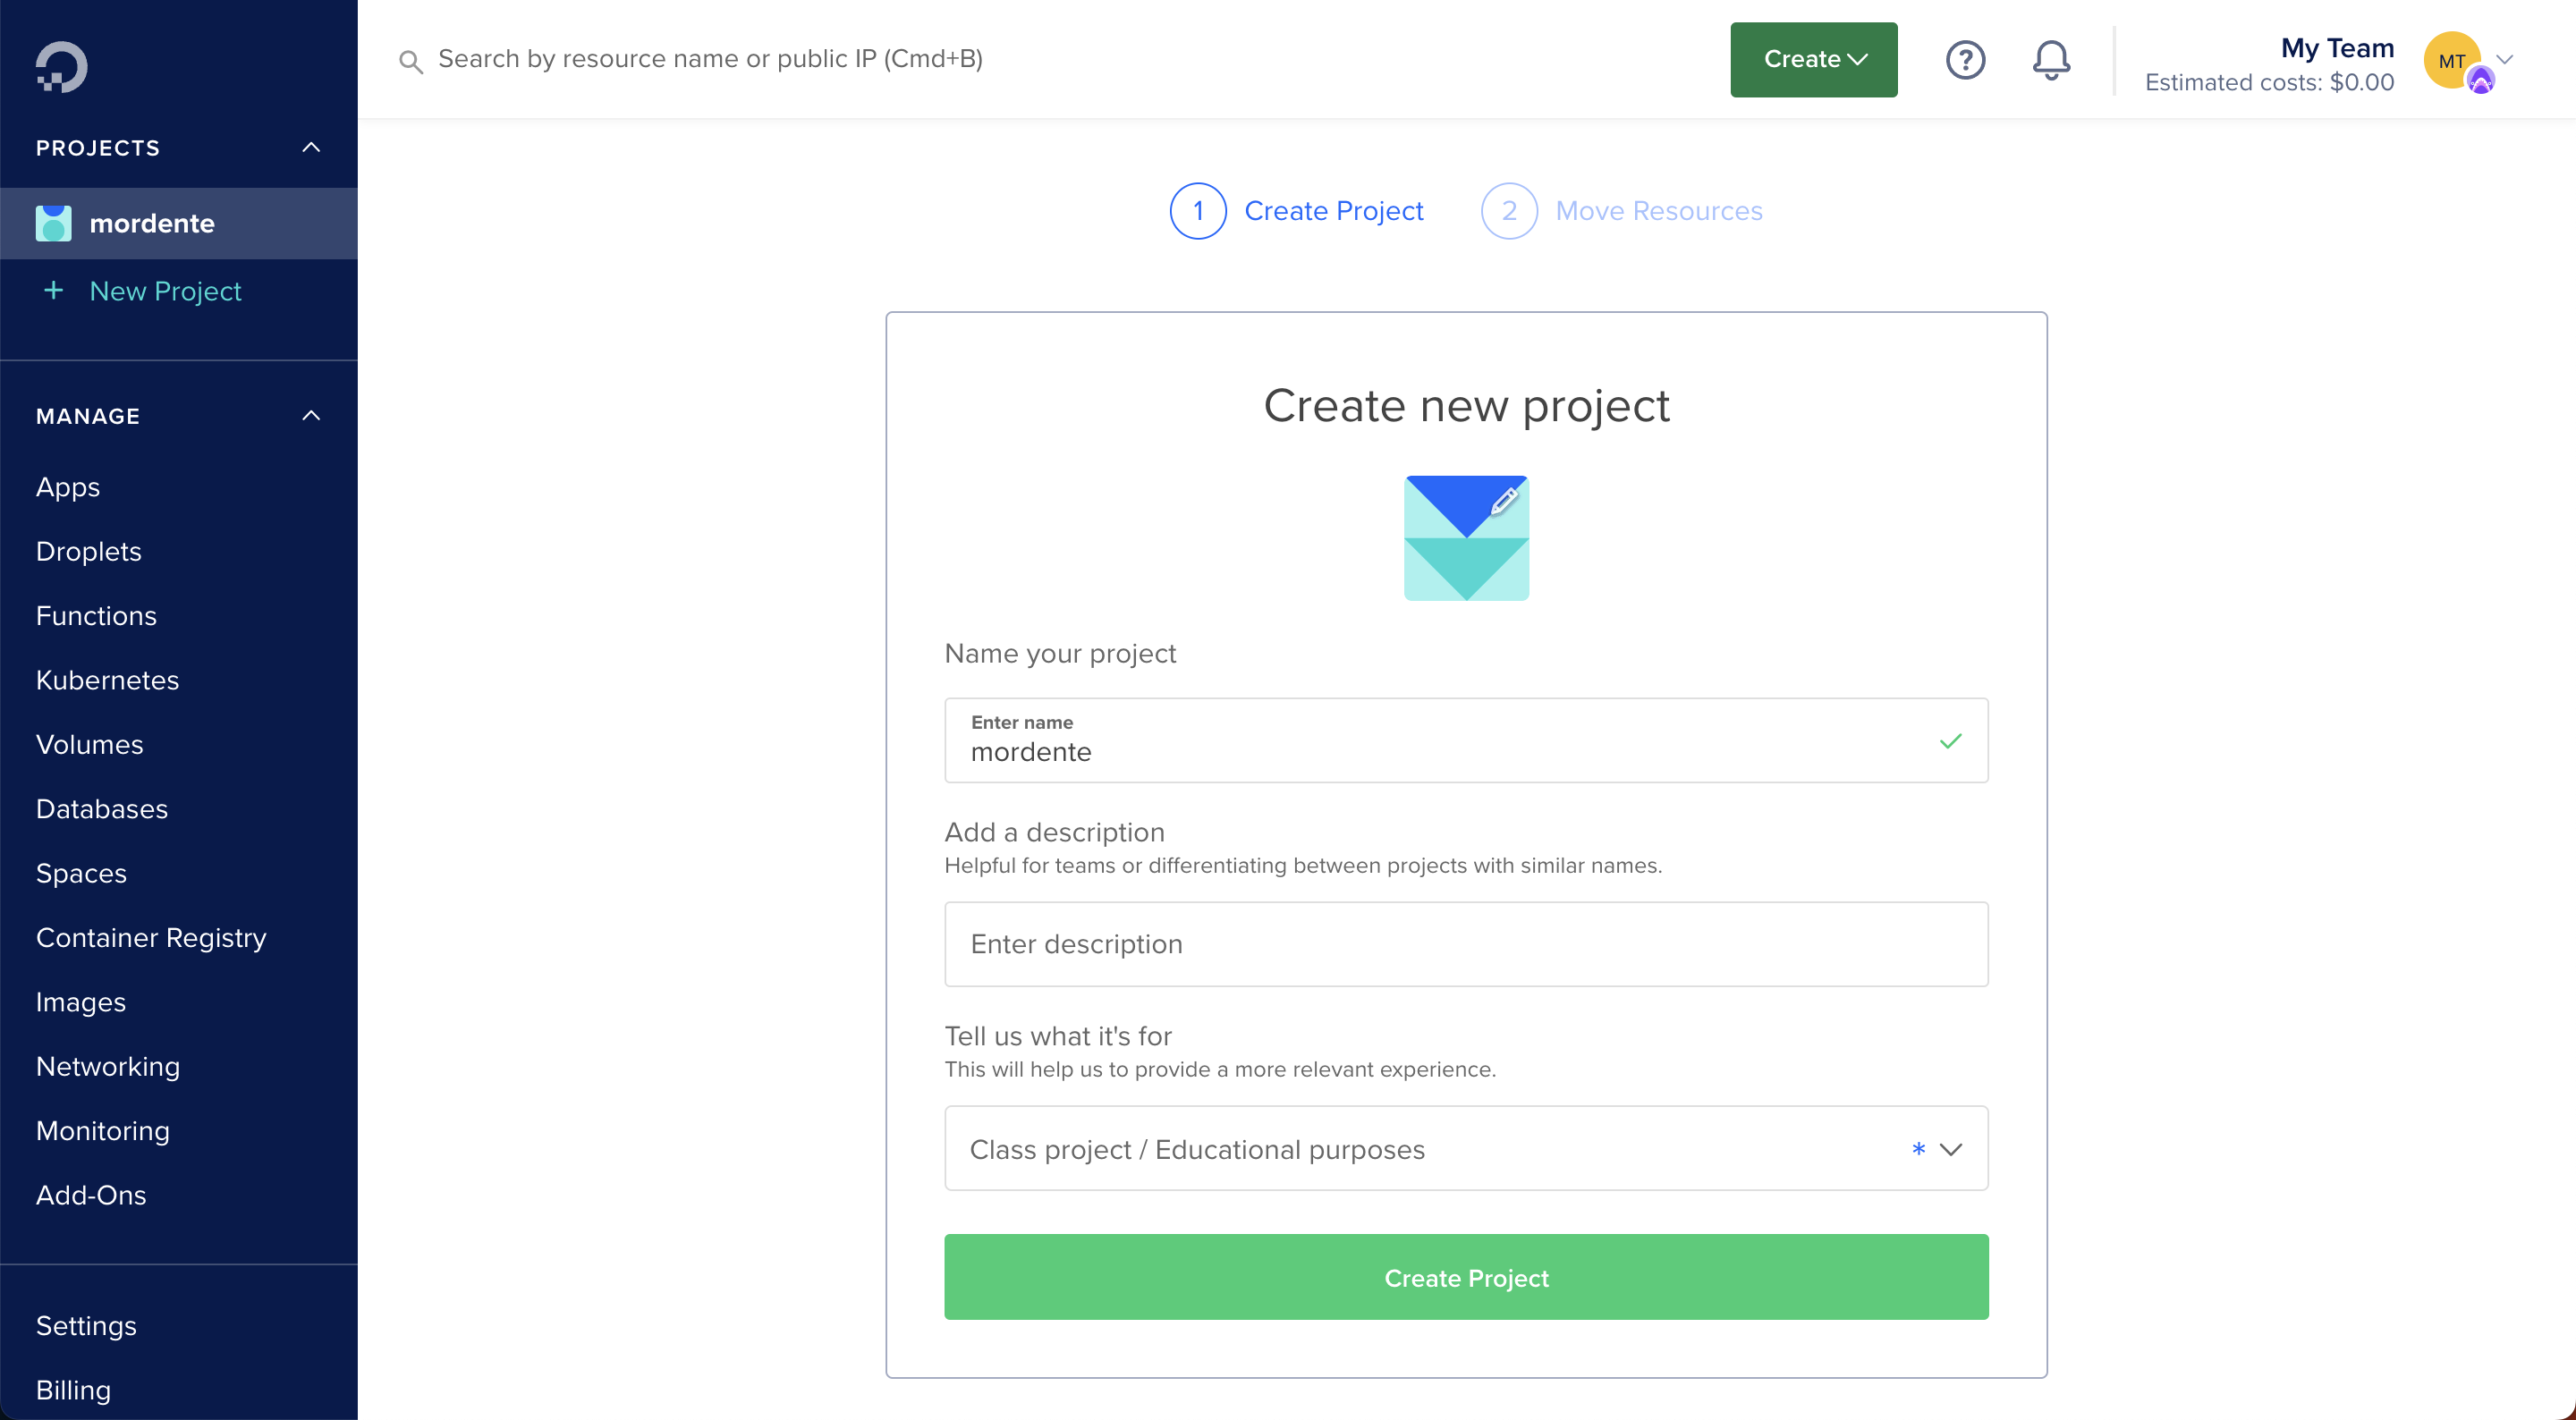 Search by resource name or public IP (Cmd+B)
Create
My Team
Estimated costs: $0.00
MT
PROJECTS
mordente
+ New Project
MANAGE
Apps
Droplets
Functions
Kubernetes
Volumes
Databases
Spaces
Container Registry
Images
Networking
Monitoring
Add-Ons
Settings
Billing
1 Create Project
2 Move Resources
Create new project
Name your project
Enter name
mordente
Add a description
Helpful for teams or differentiating between projects with similar names.
Enter description
Tell us what it's for
This will help us to provide a more relevant experience.
Class project / Educational purposes *
Create Project